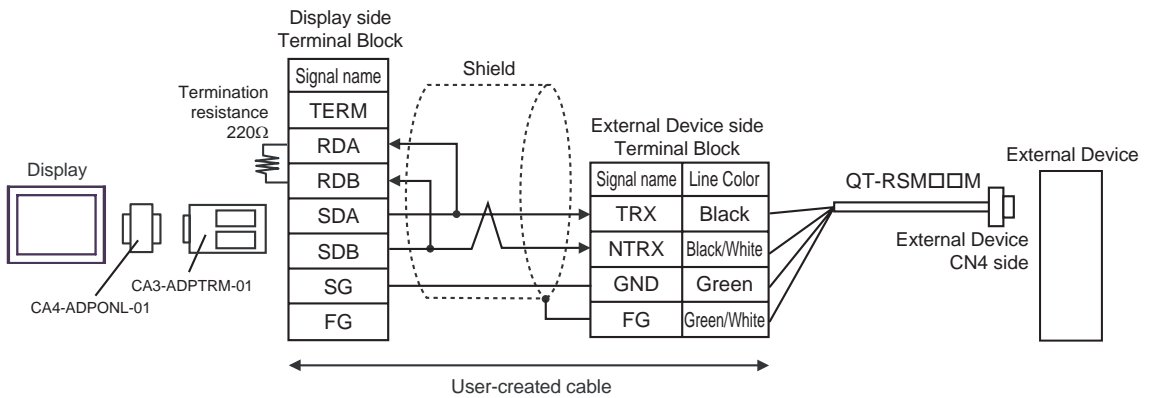 Display side
Terminal Block
Signal name
TERM
RDA
RDB
SDA
SDB
SG
FG
Termination
resistance
220Ω
Shield
Display
CA4-ADPONL-01
CA3-ADPTRM-01
External Device side
Terminal Block
Signal name Line Color
TRX Black
NTRX Black/White
GND Green
FG Green/White
QT-RSM□□M
External Device
CN4 side
External Device
User-created cable